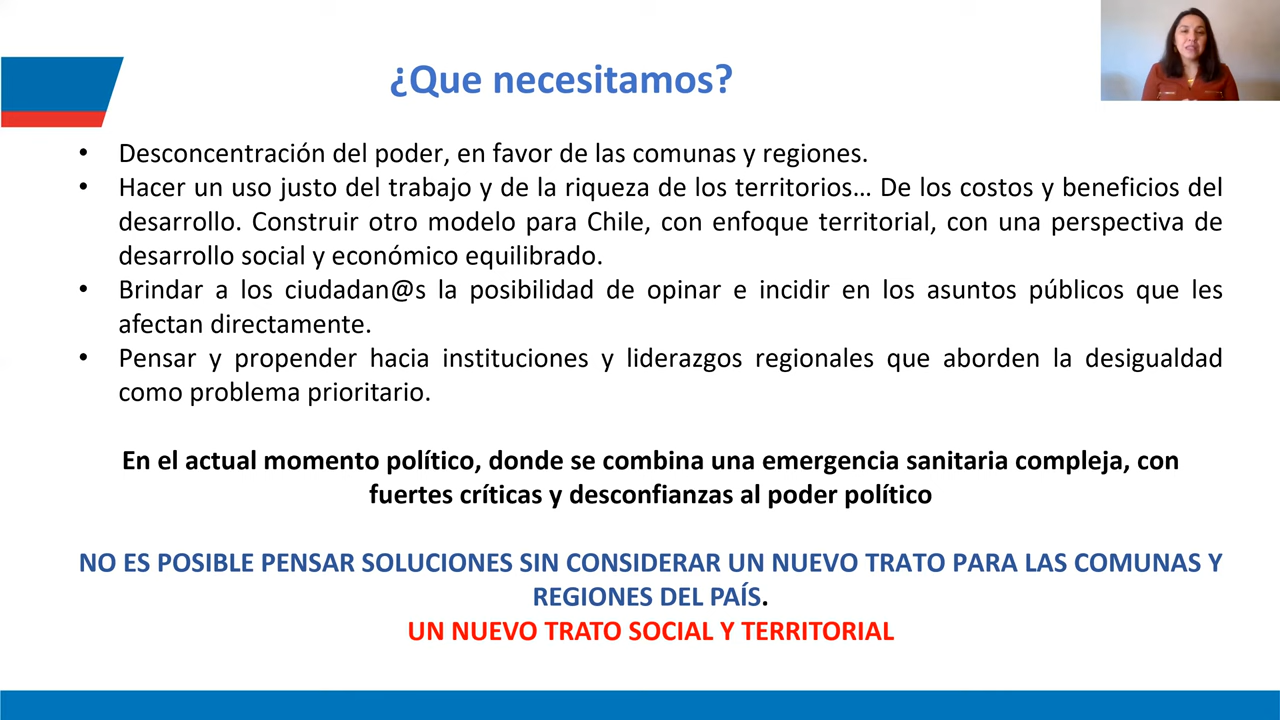 ¿Que necesitamos?
• Desconcentración del poder, en favor de las comunas y regiones.
• Hacer un uso justo del trabajo y de la riqueza de los territorios... De los costos y beneficios del
desarrollo. Construir otro modelo para Chile, con enfoque territorial, con una perspectiva de
desarrollo social y económico equilibrado.
• Brindar a los ciudadan@s la posibilidad de opinar e incidir en los asuntos públicos que les
afectan directamente.
• Pensar y propender hacia instituciones y liderazgos regionales que aborden la desigualdad
como problema prioritario.
En el actual momento político, donde se combina una emergencia sanitaria compleja, con
fuertes críticas y desconfianzas al poder político
NO ES POSIBLE PENSAR SOLUCIONES SIN CONSIDERAR UN NUEVO TRATO PARA LAS COMUNAS Y
REGIONES DEL PAÍS.
UN NUEVO TRATO SOCIAL Y TERRITORIAL